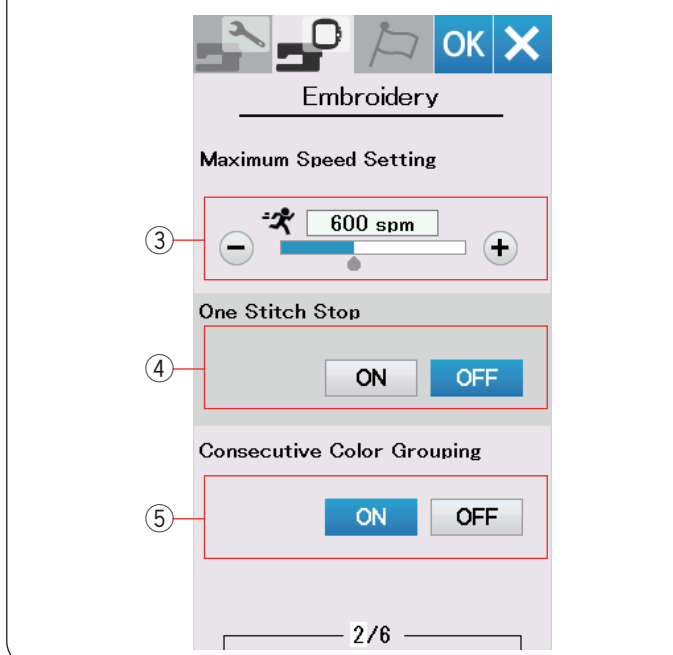 OK
Embroidery
Maximum Speed Setting
③ 600 spm
One Stitch Stop
④ ON OFF
Consecutive Color Grouping
⑤ ON OFF
2/6